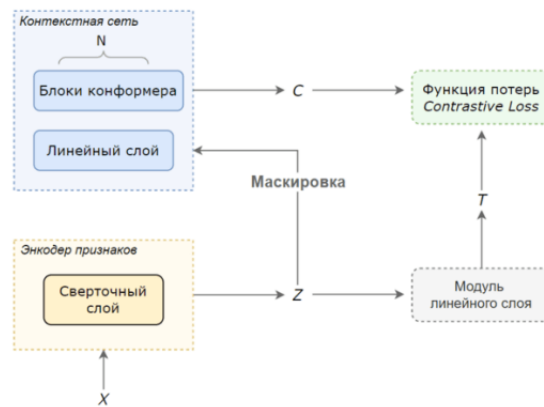 Контекстная сеть
N
Блоки конформера
C
Функция потерь
Contrastive Loss
Линейный слой
Маскировка
T
Энкодер признаков
Сверточный
слой
Z
Модуль
линейного слоя
X